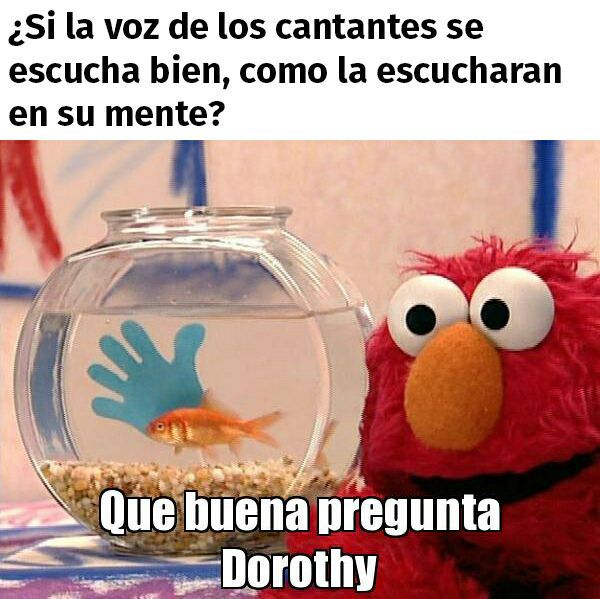 ¿Si la voz de los cantantes se
escucha bien, como la escucharan
en su mente?
Que buena pregunta
Dorothy